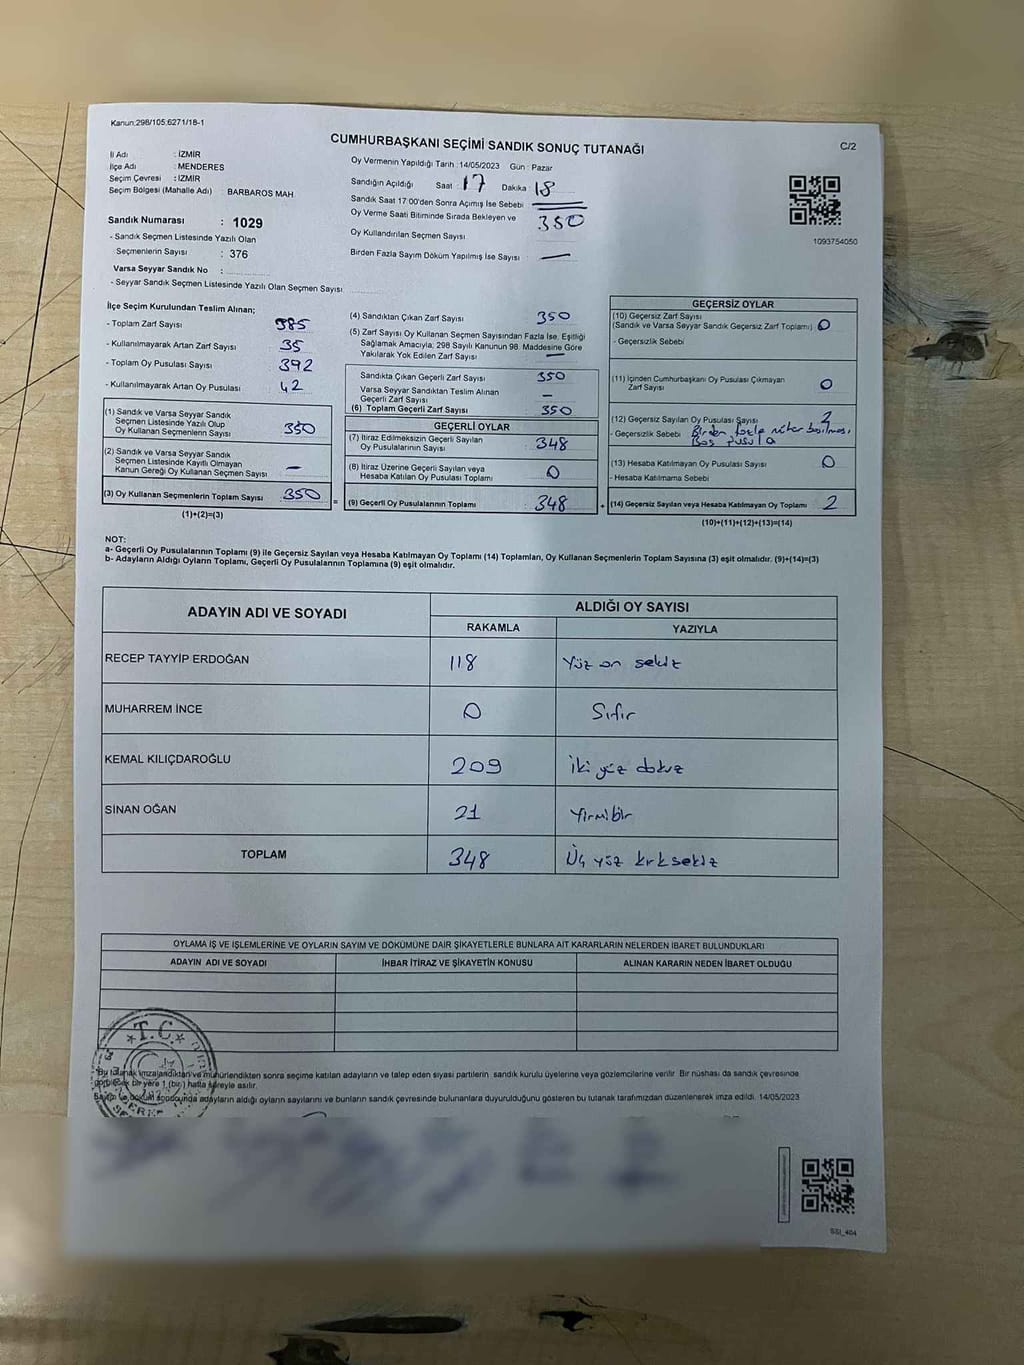 Kanun:298/105:6271/18-1
CUMHURBAŞKANI SEÇİMİ SANDIK SONUÇ TUTANAĞI
C/2
İl Adı : İZMİR
İlçe Adı : MENDERES
Seçim Çevresi : İZMİR
Seçim Bölgesi (Mahalle Adı) : BARBAROS MAH.
Sandık Numarası : 1029
- Sandık Seçmen Listesinde Yazılı Olan
Seçmenlerin Sayısı : 376
Varsa Seyyar Sandık No :
- Seyyar Sandık Seçmen Listesinde Yazılı Olan Seçmen Sayısı:
Oy Vermenin Yapıldığı Tarih :14/05/2023 Gün : Pazar
Sandığın Açıldığı Saat : 17 Dakika : 18
Sandık Saat 17:00'den Sonra Açımış İse Sebebi :
Oy Verme Saati Bitiminde Sırada Bekleyen ve
Oy Kullandırılan Seçmen Sayısı : 350
Birden Fazla Sayım Döküm Yapılmış İse Sayısı : —
1093754050
İlçe Seçim Kurulundan Teslim Alınan;
- Toplam Zarf Sayısı : 385
- Kullanılmayarak Artan Zarf Sayısı : 35
- Toplam Oy Pusulası Sayısı : 392
- Kullanılmayarak Artan Oy Pusulası : 42
(1) Sandık ve Varsa Seyyar Sandık
Seçmen Listesinde Yazılı Olup
Oy Kullanan Seçmenlerin Sayısı : 350
(2) Sandık ve Varsa Seyyar Sandık
Seçmen Listesinde Kayıtlı Olmayan
Kanun Gereği Oy Kullanan Seçmen Sayısı : —
(3) Oy Kullanan Seçmenlerin Toplam Sayısı : 350
(1)+(2)=(3)
(4) Sandıktan Çıkan Zarf Sayısı : 350
(5) Zarf Sayısı Oy Kullanan Seçmen Sayısından Fazla İse, Eşitliği
Sağlamak Amacıyla; 298 Sayılı Kanunun 98. Maddesine Göre
Yakılarak Yok Edilen Zarf Sayısı : —
Sandıkta Çıkan Geçerli Zarf Sayısı : 350
Varsa Seyyar Sandıktan Teslim Alınan
Geçerli Zarf Sayısı : —
(6) Toplam Geçerli Zarf Sayısı : 350
GEÇERLİ OYLAR
(7) İtiraz Edilmeksizin Geçerli Sayılan
Oy Pusulalarının Sayısı : 348
(8) İtiraz Üzerine Geçerli Sayılan veya
Hesaba Katılan Oy Pusulası Toplamı : 0
= (9) Geçerli Oy Pusulalarının Toplamı : 348
GEÇERSİZ OYLAR
(10) Geçersiz Zarf Sayısı
(Sandık ve Varsa Seyyar Sandık Geçersiz Zarf Toplamı) : 0
- Geçersizlik Sebebi
(11) İçinden Cumhurbaşkanı Oy Pusulası Çıkmayan
Zarf Sayısı : 0
(12) Geçersiz Sayılan Oy Pusulası Sayısı : 2
- Geçersizlik Sebebi Birden fazla mühür basılması,
Boş pusula
(13) Hesaba Katılmayan Oy Pusulası Sayısı : 0
- Hesaba Katılmama Sebebi
+ (14) Geçersiz Sayılan veya Hesaba Katılmayan Oy Toplamı : 2
(10)+(11)+(12)+(13)=(14)
NOT:
a- Geçerli Oy Pusulalarının Toplamı (9) ile Geçersiz Sayılan veya Hesaba Katılmayan Oy Toplamı (14) Toplamları, Oy Kullanan Seçmenlerin Toplam Sayısına (3) eşit olmalıdır. (9)+(14)=(3)
b- Adayların Aldığı Oyların Toplamı, Geçerli Oy Pusulalarının Toplamına (9) eşit olmalıdır.
ADAYIN ADI VE SOYADI ALDIĞI OY SAYISI
RAKAMLA YAZIYLA
RECEP TAYYİP ERDOĞAN 118 Yüz on sekiz
MUHARREM İNCE 0 Sıfır
KEMAL KILIÇDAROĞLU 209 İki yüz dokuz
SİNAN OĞAN 21 Yirmibir
TOPLAM 348 Üç yüz kırksekiz
OYLAMA İŞ VE İŞLEMLERİNE VE OYLARIN SAYIM VE DÖKÜMÜNE DAİR ŞİKAYETLERLE BUNLARA AİT KARARLARIN NELERDEN İBARET BULUNDUKLARI
ADAYIN ADI VE SOYADI İHBAR İTİRAZ VE ŞİKAYETİN KONUSU ALINAN KARARIN NEDEN İBARET OLDUĞU
T.C.
Bu tutanak imzalandıktan ve mühürlendikten sonra seçime katılan adayların ve talep eden siyasi partilerin sandık kurulu üyelerine veya gözlemcilerine verilir. Bir nüshası da sandık çevresinde
görülecek bir yere 1 (bir) hafta süreyle asılır.
Sayım ve döküm sonucunda adayların aldığı oyların sayılarını ve bunların sandık çevresinde bulunanlara duyurulduğunu gösteren bu tutanak tarafımızdan düzenlenerek imza edildi. 14/05/2023
SSI_404